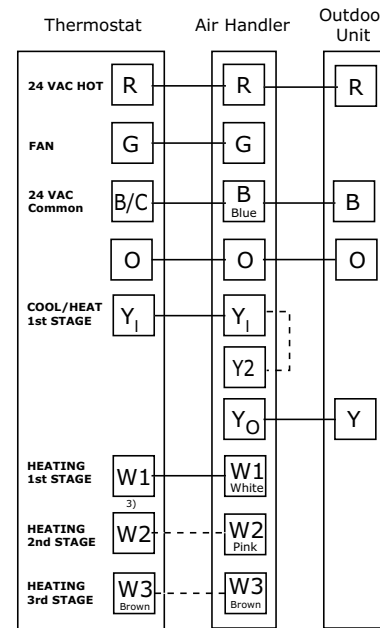 Thermostat Air Handler Outdoo
Unit
24 VAC HOT R R R
FAN G G
24 VAC
Common B/C B B
Blue
O O O
COOL/HEAT
1st STAGE YI YI
Y2
YO Y
HEATING
1st STAGE W1 W1
White
3)
HEATING
2nd STAGE W2 W2
Pink
HEATING
3rd STAGE W3 W3
Brown Brown